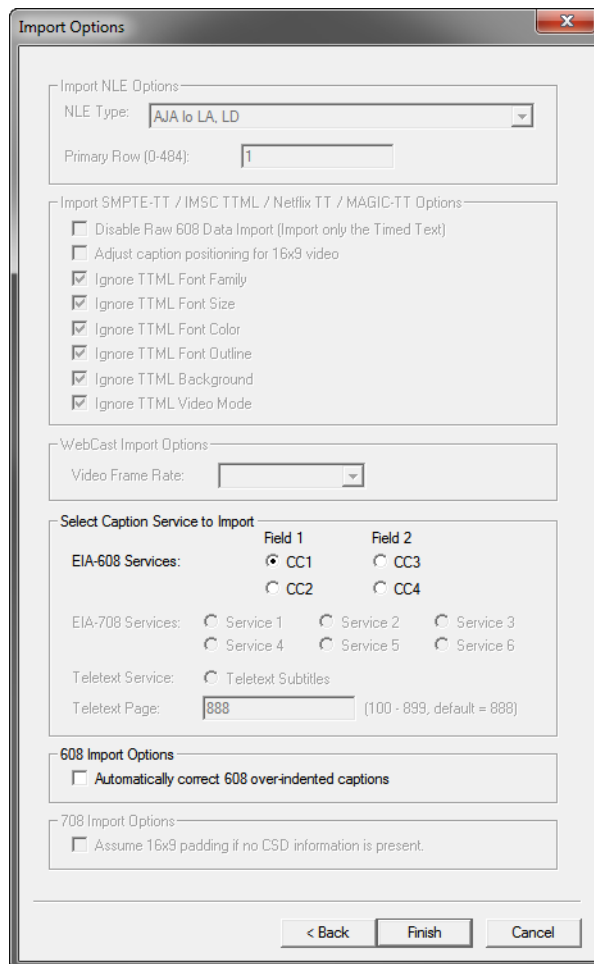 Import Options
Import NLE Options
NLE Type: AJA Io LA, LD
Primary Row (0-484): 1
Import SMPTE-TT / IMSC TTML / Netflix TT / MAGIC-TT Options
Disable Raw 608 Data Import (Import only the Timed Text)
Adjust caption positioning for 16x9 video
Ignore TTML Font Family
Ignore TTML Font Size
Ignore TTML Font Color
Ignore TTML Font Outline
Ignore TTML Background
Ignore TTML Video Mode
WebCast Import Options
Video Frame Rate:
Select Caption Service to Import
Field 1 Field 2
EIA-608 Services: CC1 CC3
CC2 CC4
EIA-708 Services: Service 1 Service 2 Service 3
Service 4 Service 5 Service 6
Teletext Service: Teletext Subtitles
Teletext Page: 888 (100 - 899, default = 888)
608 Import Options
Automatically correct 608 over-indented captions
708 Import Options
Assume 16x9 padding if no CSD information is present.
< Back Finish Cancel